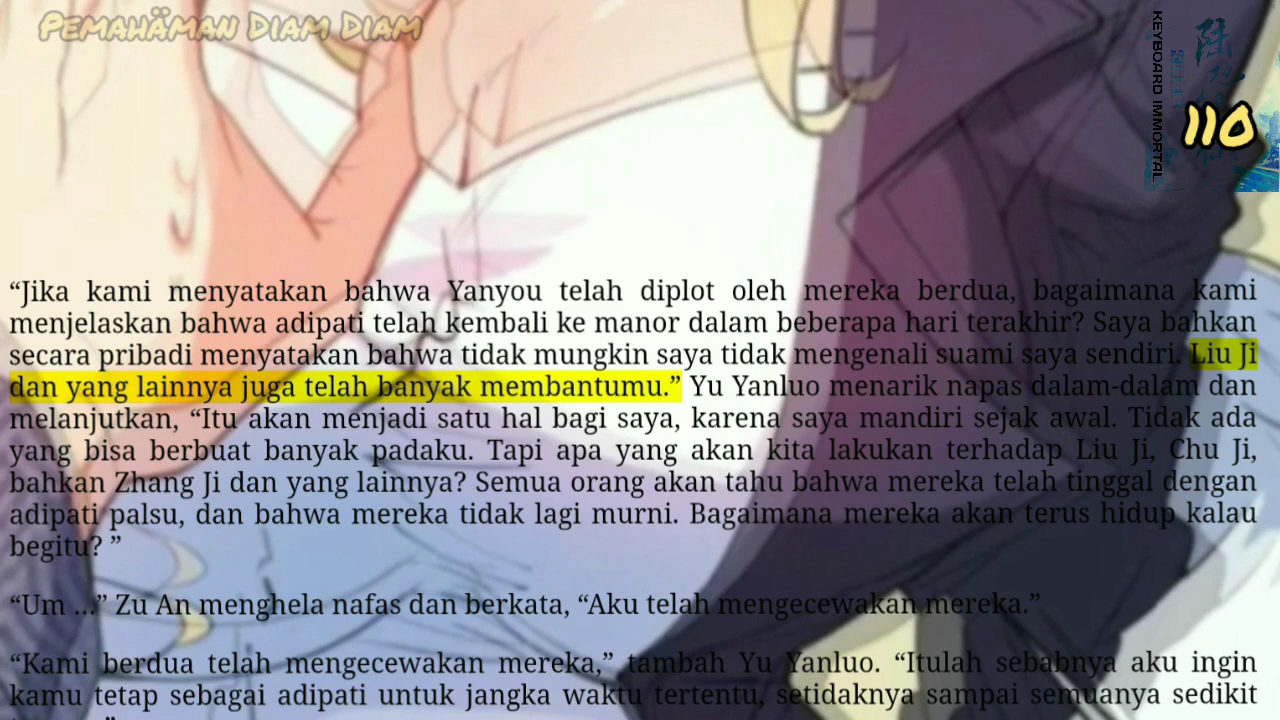 Pemahäman Diam Diam
KEYBOARD IMMORTAL
110
“Jika kami menyatakan bahwa Yanyou telah diplot oleh mereka berdua, bagaimana kami
menjelaskan bahwa adipati telah kembali ke manor dalam beberapa hari terakhir? Saya bahkan
secara pribadi menyatakan bahwa tidak mungkin saya tidak mengenali suami saya sendiri. Liu Ji
dan yang lainnya juga telah banyak membantumu.” Yu Yanluo menarik napas dalam-dalam dan
melanjutkan, “Itu akan menjadi satu hal bagi saya, karena saya mandiri sejak awal. Tidak ada
yang bisa berbuat banyak padaku. Tapi apa yang akan kita lakukan terhadap Liu Ji, Chu Ji,
bahkan Zhang Ji dan yang lainnya? Semua orang akan tahu bahwa mereka telah tinggal dengan
adipati palsu, dan bahwa mereka tidak lagi murni. Bagaimana mereka akan terus hidup kalau
begitu? ”
“Um ...” Zu An menghela nafas dan berkata, “Aku telah mengecewakan mereka.”
“Kami berdua telah mengecewakan mereka,” tambah Yu Yanluo. “Itulah sebabnya aku ingin
kamu tetap sebagai adipati untuk jangka waktu tertentu, setidaknya sampai semuanya sedikit